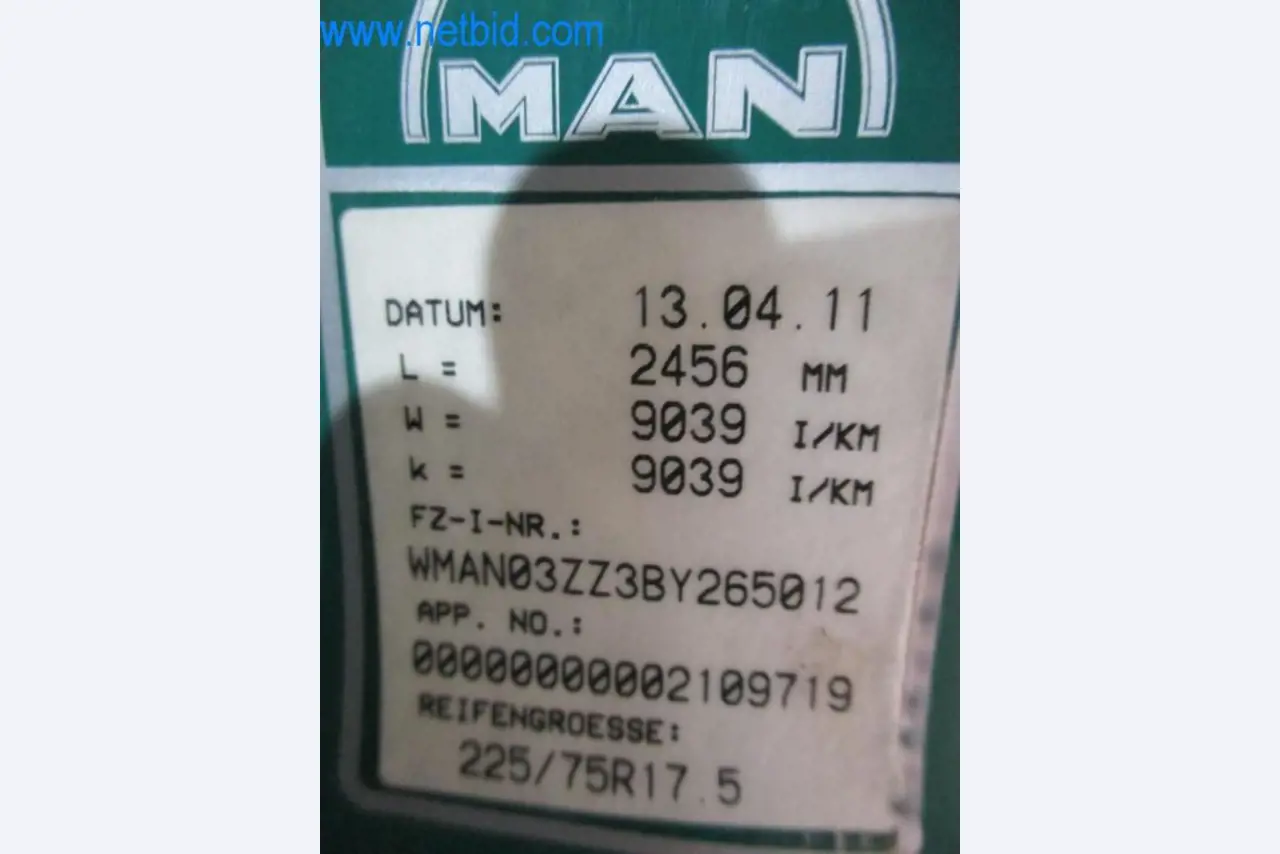 www.netbid.com
MAN
DATUM: 13.04.11
L = 2456 MM
W = 9039 I/KM
k = 9039 I/KM
FZ-I-NR.:
WMAN03ZZ3BY265012
APP. NO.:
00000000002109719
REIFENGROESSE:
225/75R17.5